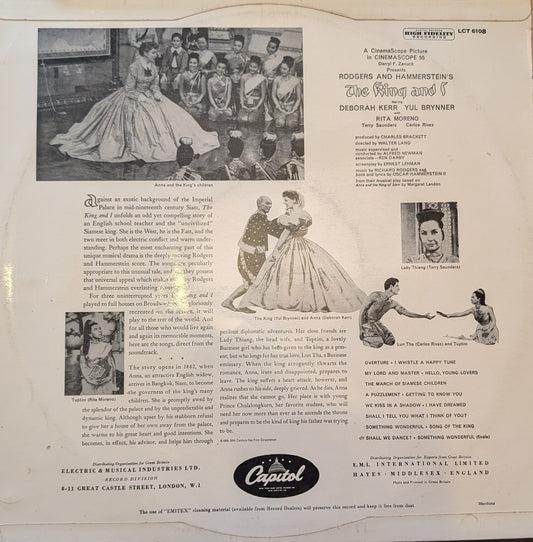 HIGH FIDELITY
RECORDING
LCT 6108
A CinemaScope Picture
in CINEMASCOPE 55
Darryl F. Zanuck
Presents
RODGERS AND HAMMERSTEIN'S
The King and I
starring
DEBORAH KERR YUL BRYNNER
with
RITA MORENO
Terry Saunders Carlos Rivas
produced by CHARLES BRACKETT
directed by WALTER LANG
music supervised and
conducted by ALFRED NEWMAN
associate - KEN DARBY
screenplay by ERNEST LEHMAN
music by RICHARD RODGERS and
book and lyrics by OSCAR HAMMERSTEIN II
from their musical play based on
Anna and the King of Siam by Margaret Landon
Anna and the King's children
against an exotic background of the Imperial
Palace in mid-nineteenth century Siam, The
King and I unfolds an odd yet compelling story of
an English school teacher and the "uncivilized"
Siamese king. She is the West, he is the East, and the
two meet in both electric conflict and warm under-
standing. Perhaps the most enchanting part of this
unique musical drama is the deeply moving Rodgers
and Hammerstein score. The songs are peculiarly
appropriate to this unusual tale, and they possess
that universal appeal which makes Rodgers
and Hammerstein everlasting
For three uninterrupted years The King and I
played to full houses on Broadway. gloriously
recreated on the screen, it will
play to the rest of the world. And
for all those who would live again
and again its memorable moments,
here are the songs, direct from the
soundtrack.
* * * *
The story opens in 1862, when
Anna, an attractive English widow,
arrives in Bangkok, Siam, to become
the governess of the king's many
children. She is promptly awed by
the splendor of the palace and by the unpredictable and
dynamic king. Although upset by his stubborn refusal
to give her a house of her own away from the palace,
she warms to his great heart and good intentions. She
becomes, in effect, his advisor, and helps him through
Tuptim (Rita Moreno)
The King (Yul Brynner) and Anna (Deborah Kerr)
perilous diplomatic adventures. Her close friends are
Lady Thiang, the head wife, and Tuptim, a lovely
Burmese girl who has been given to the king as a pres-
ent, but who longs for her true love, Lun Tha, a Burmese
emissary. When the king arrogantly thwarts the
romance, Anna, irate and disappointed, prepares to
leave. The king suffers a heart attack, however, and
Anna rushes to his side, deeply grieved. As he dies, Anna
realizes that she cannot go. Her place is with young
Prince Chulalongkorn, her favorite student, who will
need her now more than ever as he ascends the throne
and prepares to be the kind of king his father was trying
to be.
Century-Fox Film Corporation
Lady Thiang (Terry Saunders)
Lun Tha (Carlos Rivas) and Tuptim
OVERTURE · I WHISTLE A HAPPY TUNE
MY LORD AND MASTER · HELLO, YOUNG LOVERS
THE MARCH OF SIAMESE CHILDREN
A PUZZLEMENT · GETTING TO KNOW YOU
WE KISS IN A SHADOW · I HAVE DREAMED
SHALL I TELL YOU WHAT I THINK OF YOU?
SOMETHING WONDERFUL · SONG OF THE KING
SHALL WE DANCE? · SOMETHING WONDERFUL (finale)
Distributing Organization for Great Britain
ELECTRIC & MUSICAL INDUSTRIES LTD.
RECORD DIVISION
8-11 GREAT CASTLE STREET, LONDON, W.1
Capitol
Distributing Organization for Exports from Great Britain
E.M.I. INTERNATIONAL LIMITED
HAYES · MIDDLESEX · ENGLAND
Made and Printed in Great Britain
The use of "EMITEX" cleaning material (available from Record Dealers) will preserve this record and keep it free from dust